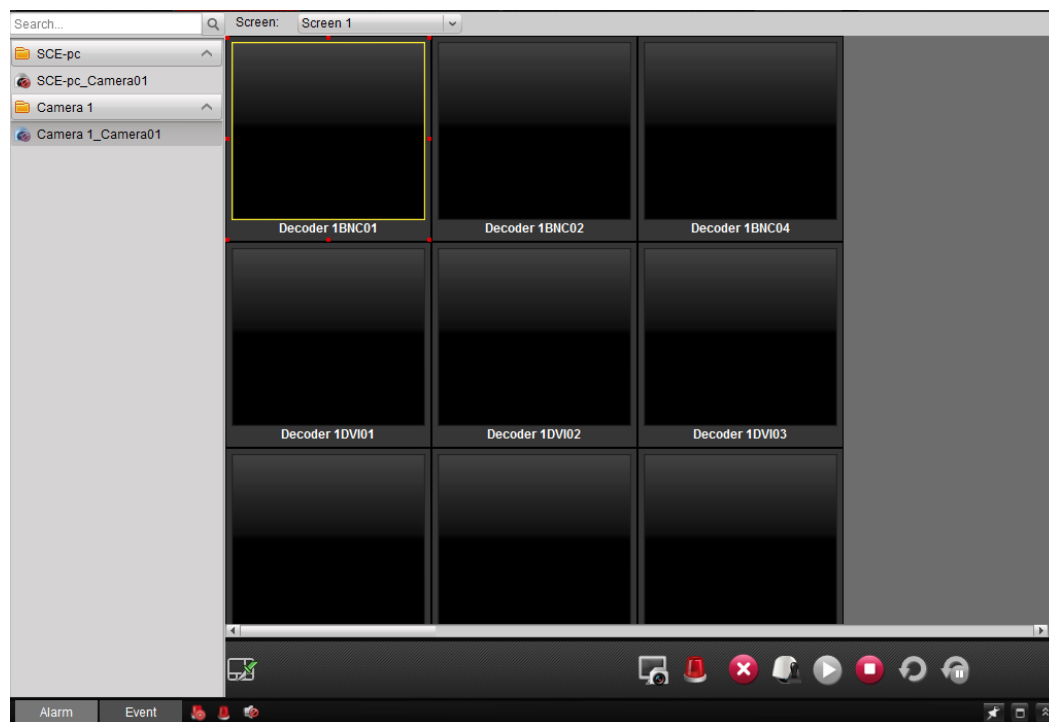 Search...
Screen:
Screen 1
SCE-pc
SCE-pc_Camera01
Camera 1
Camera 1_Camera01
Decoder 1BNC01
Decoder 1BNC02
Decoder 1BNC04
Decoder 1DVI01
Decoder 1DVI02
Decoder 1DVI03
Alarm
Event